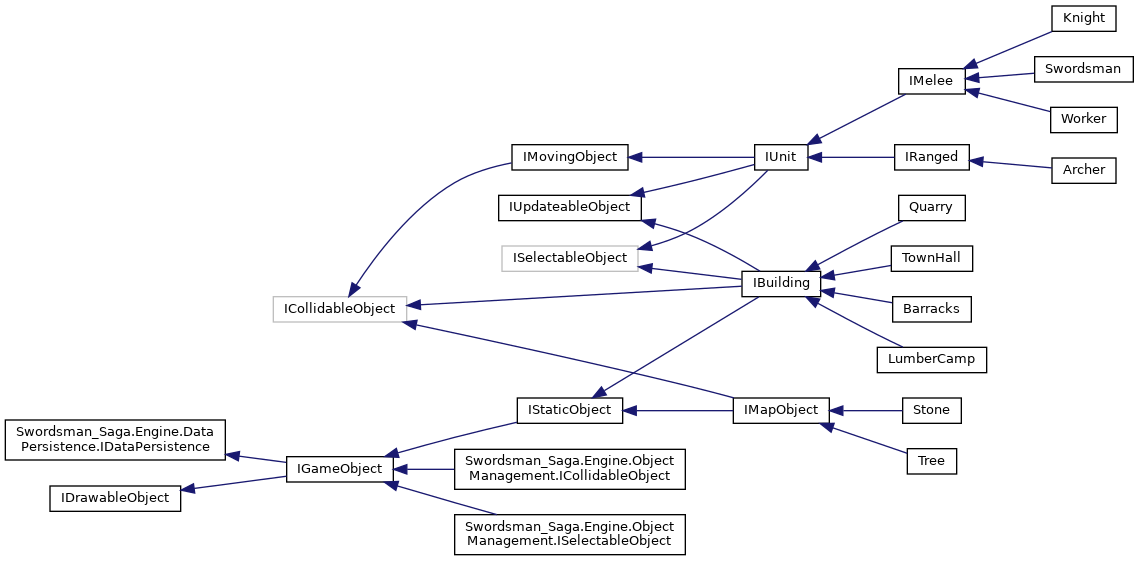 Knight
Swordsman
IMelee
Worker
IMovingObject
IUnit
IRanged
Archer
IUpdateableObject
Quarry
ISelectableObject
TownHall
IBuilding
ICollidableObject
Barracks
LumberCamp
IStaticObject
IMapObject
Stone
Swordsman_Saga.Engine.Data
Persistence.IDataPersistence
IGameObject
Swordsman_Saga.Engine.Object
Management.ICollidableObject
Tree
IDrawableObject
Swordsman_Saga.Engine.Object
Management.ISelectableObject